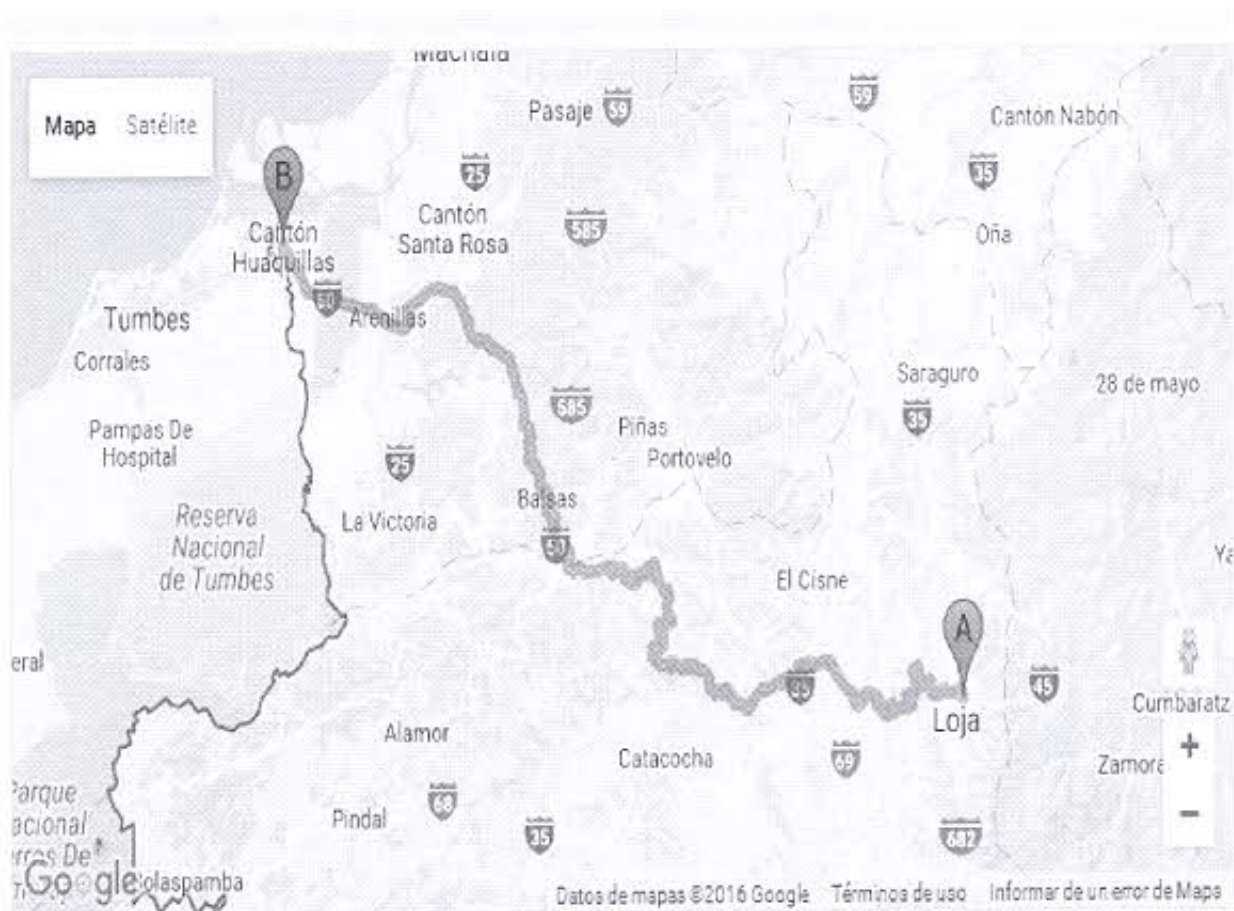 Machala
Mapa Satélite
Pasaje
59
59
Cantón Nabón
B
25
35
Cantón
Santa Rosa
585
Oña
Cantón
Huaquillas
50
Arenillas
Tumbes
Corrales
Saraguro
28 de mayo
585
35
Piñas
Pampas De
Hospital
25
Portovelo
Balsas
La Victoria
Reserva
Nacional
de Tumbes
50
El Cisne
A
eral
35
45
Cumbaratz
Loja
Alamor
Catacocha
69
+
Zamora
Parque
acional
68
Pindal
35
682
−
Google
Colaspamba
Datos de mapas ©2016 Google Términos de uso Informar de un error de Maps